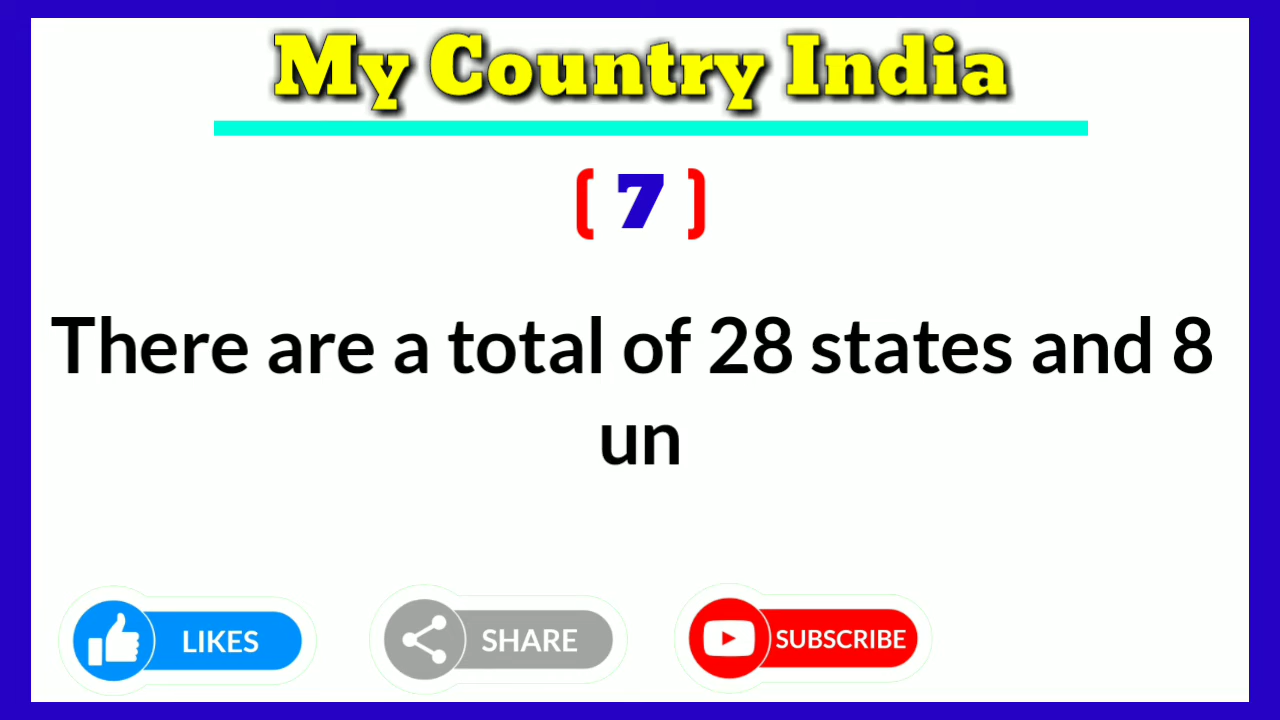 My Country India
( 7 )
There are a total of 28 states and 8
un
LIKES
SHARE
SUBSCRIBE